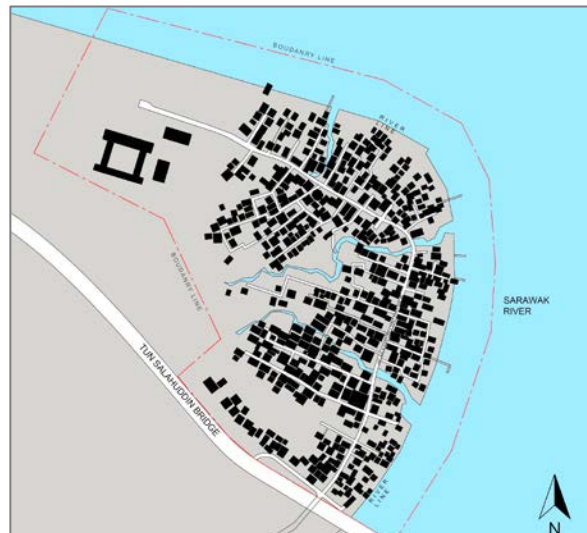 BOUDANRY LINE
RIVER
LINE
BOUDANRY LINE
SARAWAK
RIVER
TUN SALAHUDDIN BRIDGE
RIVER
LINE
N